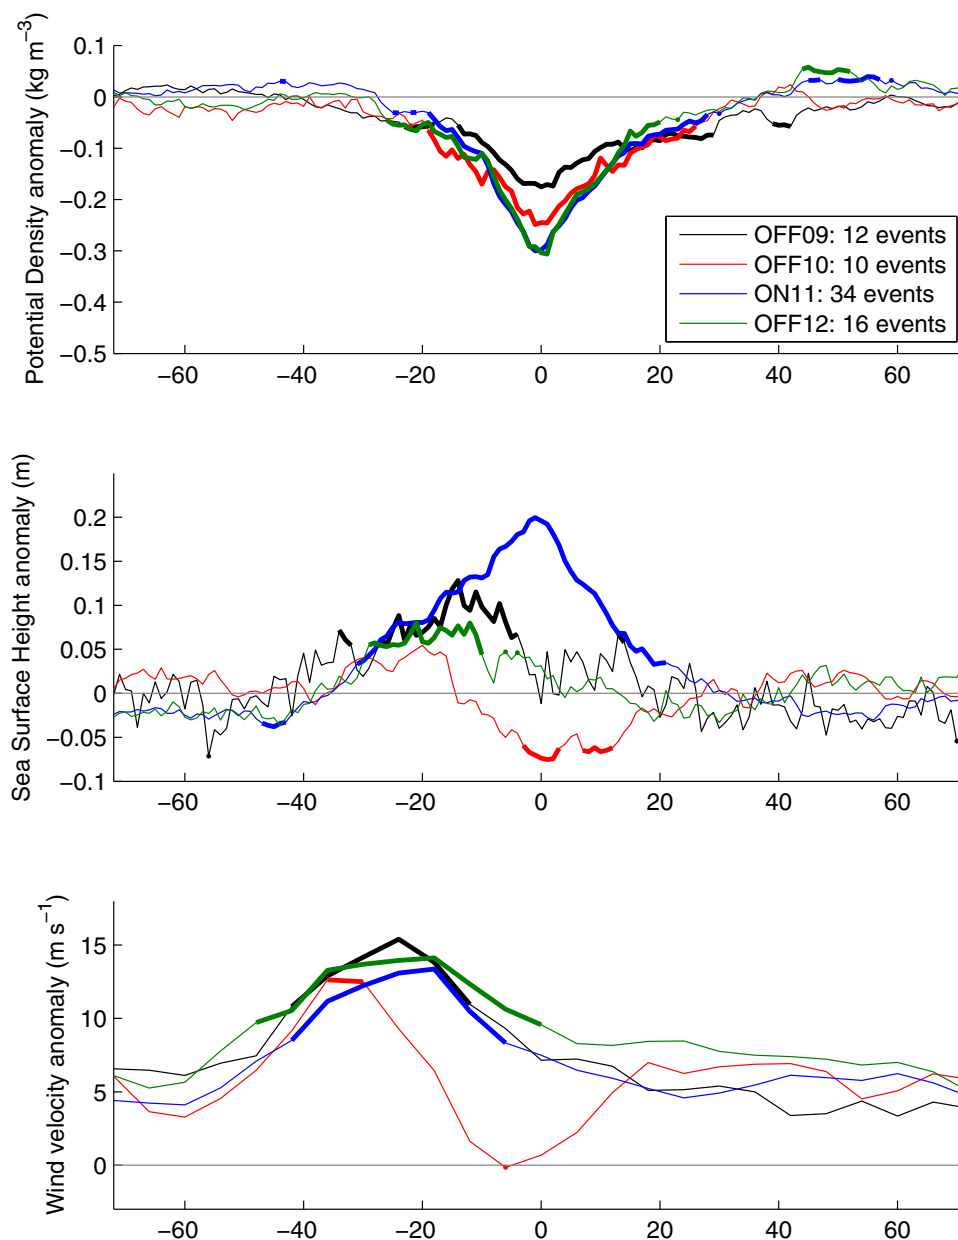 Potential Density anomaly (kg m−3)
0.1
0
−0.1
−0.2
−0.3
−0.4
−0.5
OFF09: 12 events
OFF10: 10 events
ON11: 34 events
OFF12: 16 events
−60 −40 −20 0 20 40 60
Sea Surface Height anomaly (m)
0.2
0.15
0.1
0.05
0
−0.05
−0.1
−60 −40 −20 0 20 40 60
Wind velocity anomaly (m s−1)
15
10
5
0
−60 −40 −20 0 20 40 60